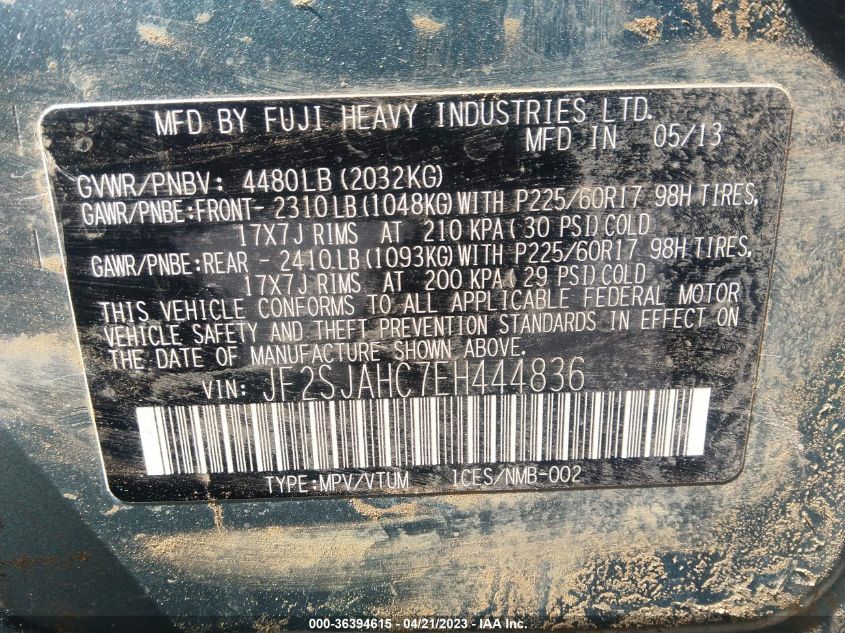 MFD BY FUJI HEAVY INDUSTRIES LTD.
MFD IN 05/13
GVWR/PNBV: 4480LB(2032KG)
GAWR/PNBE:FRONT- 2310LB(1048KG)WITH P225/60R17 98H TIRES,
17X7J RIMS AT 210 KPA(30 PSI)COLD
GAWR/PNBE:REAR - 2410LB(1093KG)WITH P225/60R17 98H TIRES,
17X7J RIMS AT 200 KPA(29 PSI)COLD
THIS VEHICLE CONFORMS TO ALL APPLICABLE FEDERAL MOTOR
VEHICLE SAFETY AND THEFT PREVENTION STANDARDS IN EFFECT ON
THE DATE OF MANUFACTURE SHOWN ABOVE.
VIN: JF2SJAHC7EH444836
TYPE:MPV/VTUM 1CES/NMB-002
000-36394615 - 04/21/2023 - IAA Inc.